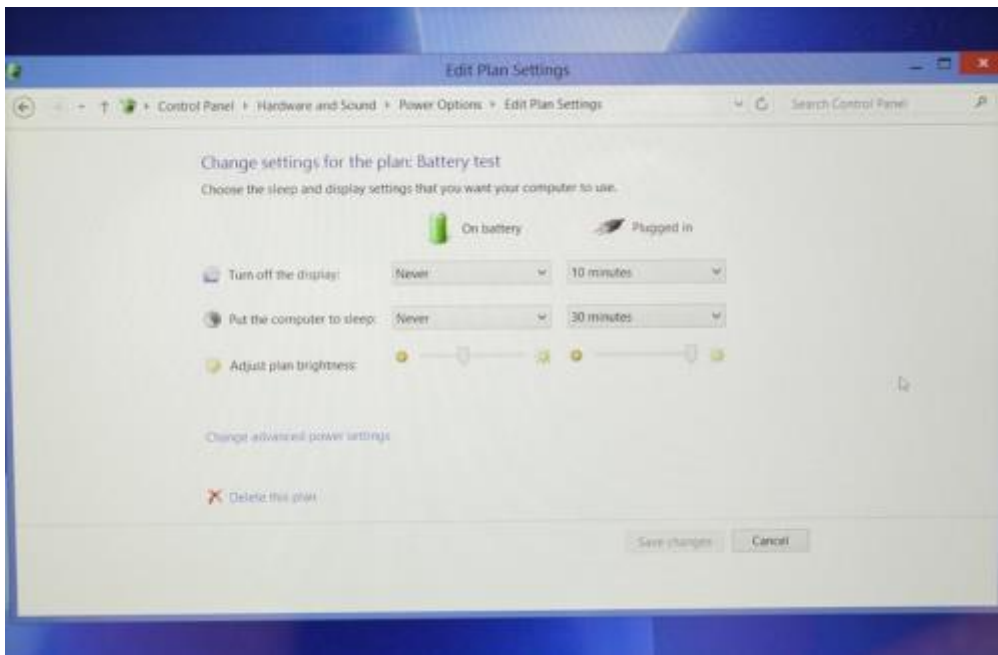 Edit Plan Settings
Control Panel Hardware and Sound Power Options Edit Plan Settings Search Control Panel
Change settings for the plan: Battery test
Choose the sleep and display settings that you want your computer to use.
On battery Plugged in
Turn off the display: Never 10 minutes
Put the computer to sleep: Never 30 minutes
Adjust plan brightness:
Change advanced power settings
Delete this plan
Save changes Cancel